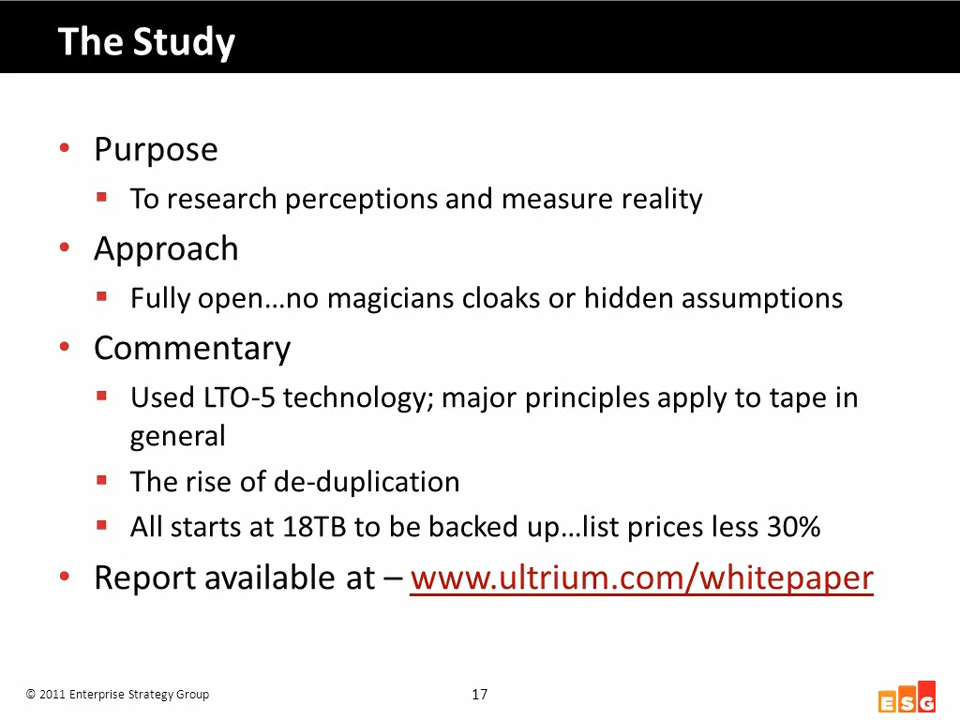 The Study
• Purpose
▪ To research perceptions and measure reality
• Approach
▪ Fully open…no magicians cloaks or hidden assumptions
• Commentary
▪ Used LTO-5 technology; major principles apply to tape in
general
▪ The rise of de-duplication
▪ All starts at 18TB to be backed up…list prices less 30%
• Report available at – www.ultrium.com/whitepaper
© 2011 Enterprise Strategy Group
17
ESG